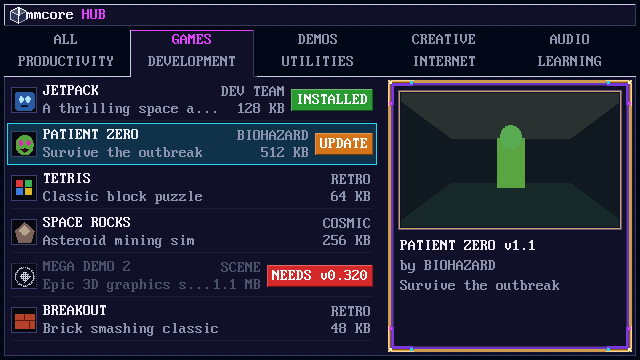 mmcore HUB
ALL GAMES DEMOS CREATIVE AUDIO
PRODUCTIVITY DEVELOPMENT UTILITIES INTERNET LEARNING
JETPACK DEV TEAM INSTALLED
A thrilling space a... 128 KB
PATIENT ZERO BIOHAZARD UPDATE
Survive the outbreak 512 KB
TETRIS RETRO
Classic block puzzle 64 KB
SPACE ROCKS COSMIC
Asteroid mining sim 256 KB
MEGA DEMO 2 SCENE NEEDS v0.320
Epic 3D graphics s...1.1 MB
BREAKOUT RETRO
Brick smashing classic 48 KB
PATIENT ZERO v1.1
by BIOHAZARD
Survive the outbreak